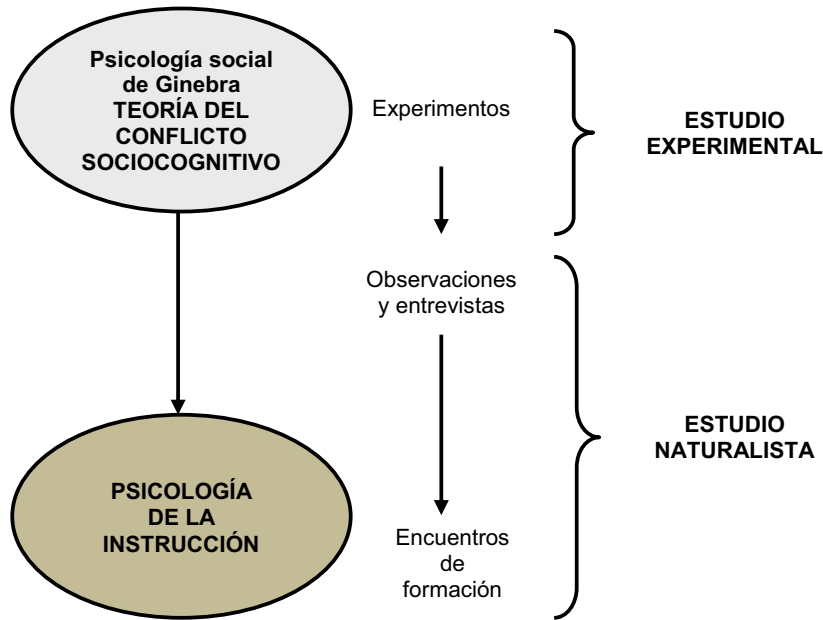 Psicología social
de Ginebra
TEORÍA DEL
CONFLICTO
SOCIOCOGNITIVO
Experimentos
ESTUDIO
EXPERIMENTAL
Observaciones
y entrevistas
ESTUDIO
NATURALISTA
PSICOLOGÍA
DE LA
INSTRUCCIÓN
Encuentros
de
formación